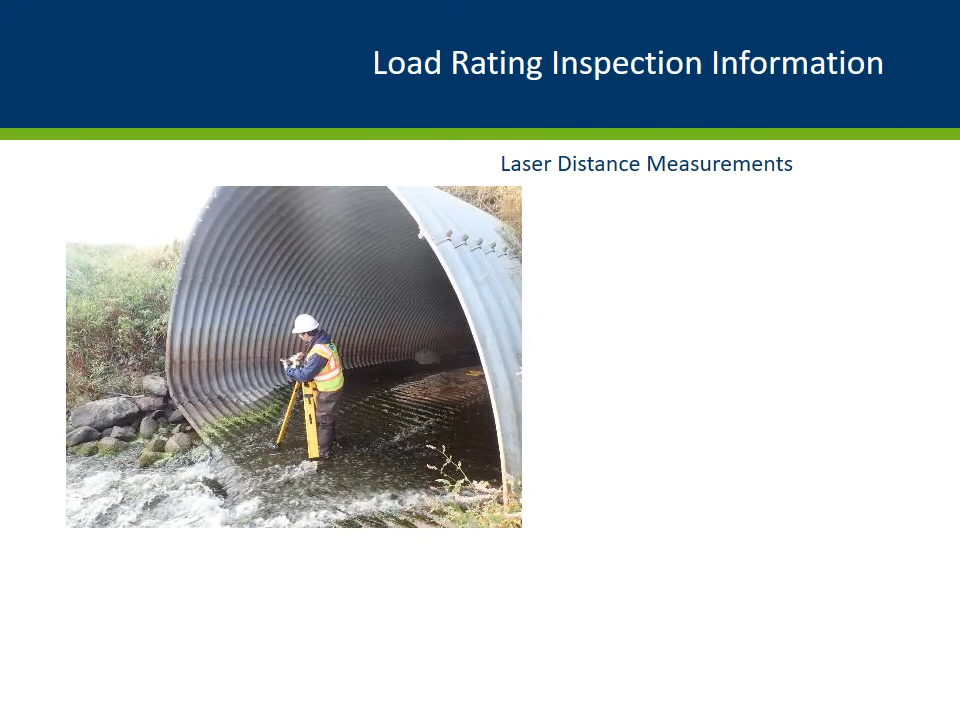 Load Rating Inspection Information
Laser Distance Measurements